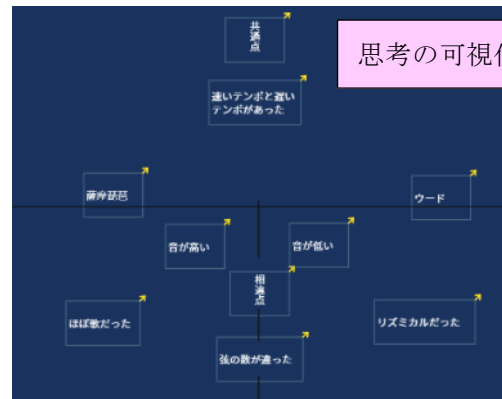 共通点
思考の可視化
速いテンポと遅い
テンポがあった
薩摩琵琶
ウード
音が高い
音が低い
相違点
ほぼ歌だった
リズミカルだった
弦の数が違った